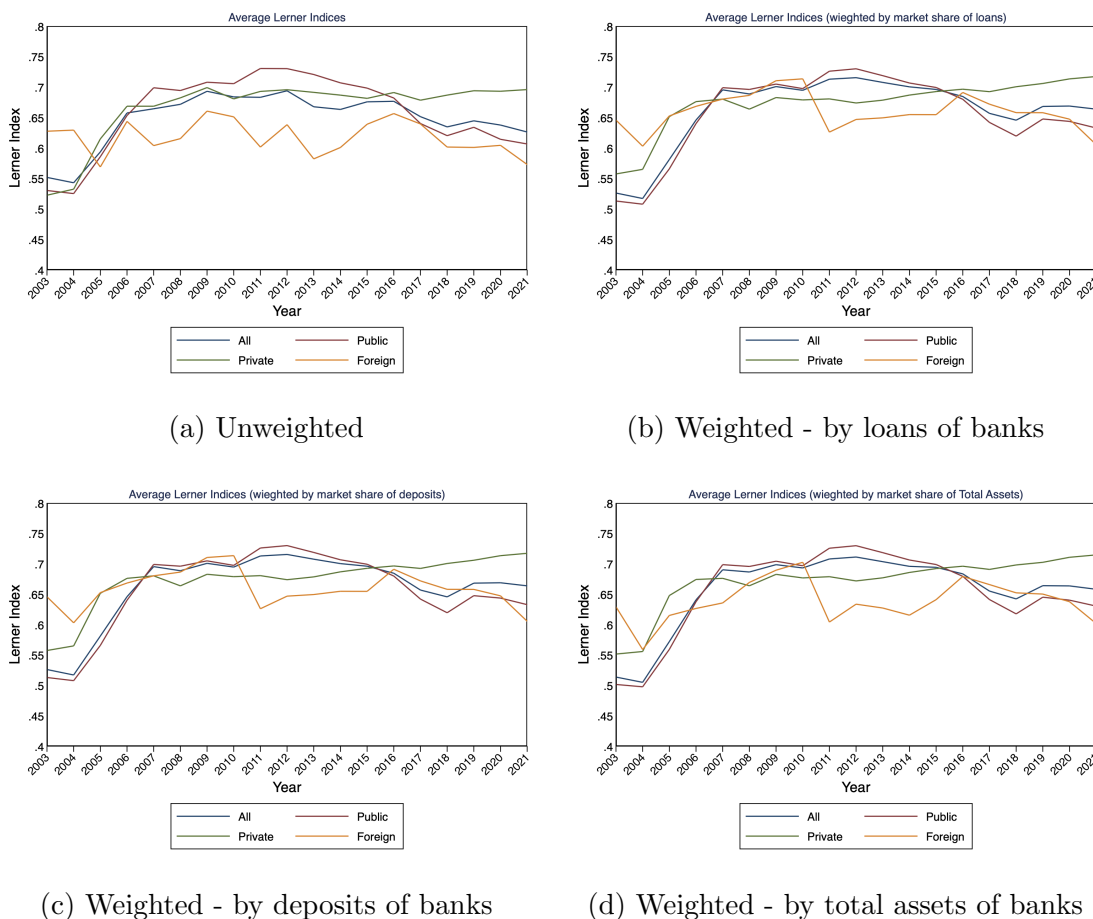 Average Lerner Indices
Lerner Index
.8
.75
.7
.65
.6
.55
.5
.45
.4
2003 2004 2005 2006 2007 2008 2009 2010 2011 2012 2013 2014 2015 2016 2017 2018 2019 2020 2021
Year
All Public
Private Foreign
(a) Unweighted
Average Lerner Indices (wieghted by market share of loans)
Lerner Index
.8
.75
.7
.65
.6
.55
.5
.45
.4
2003 2004 2005 2006 2007 2008 2009 2010 2011 2012 2013 2014 2015 2016 2017 2018 2019 2020 2021
Year
All Public
Private Foreign
(b) Weighted - by loans of banks
Average Lerner Indices (wieghted by market share of deposits)
Lerner Index
.8
.75
.7
.65
.6
.55
.5
.45
.4
2003 2004 2005 2006 2007 2008 2009 2010 2011 2012 2013 2014 2015 2016 2017 2018 2019 2020 2021
Year
All Public
Private Foreign
(c) Weighted - by deposits of banks
Average Lerner Indices (wieghted by market share of Total Assets)
Lerner Index
.8
.75
.7
.65
.6
.55
.5
.45
.4
2003 2004 2005 2006 2007 2008 2009 2010 2011 2012 2013 2014 2015 2016 2017 2018 2019 2020 2021
Year
All Public
Private Foreign
(d) Weighted - by total assets of banks